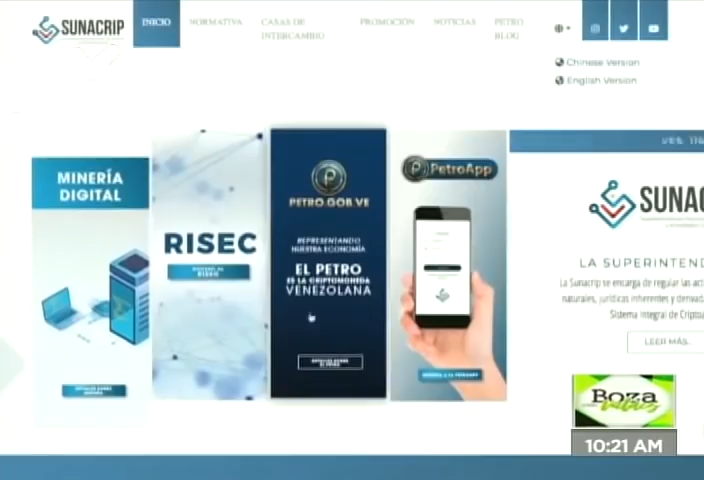 SUNACRIP
INICIO
NORMATIVA
CASAS DE
INTERCAMBIO
PROMOCIÓN
NOTICIAS
PETRO
BLOG
Chinese Version
English Version
MINERÍA
DIGITAL
RISEC
PETRO.GOB.VE
REPRESENTANDO
NUESTRA ECONOMÍA
EL PETRO
ES LA CRIPTOMONEDA
VENEZOLANA
PetroApp
SUNAC
LA SUPERINTEND
La Sunacrip se encarga de regular las act
naturales, jurídicas inherentes y derivada
Sistema Integral de Cripto
LEER MÁS.
Boza
10:21 AM